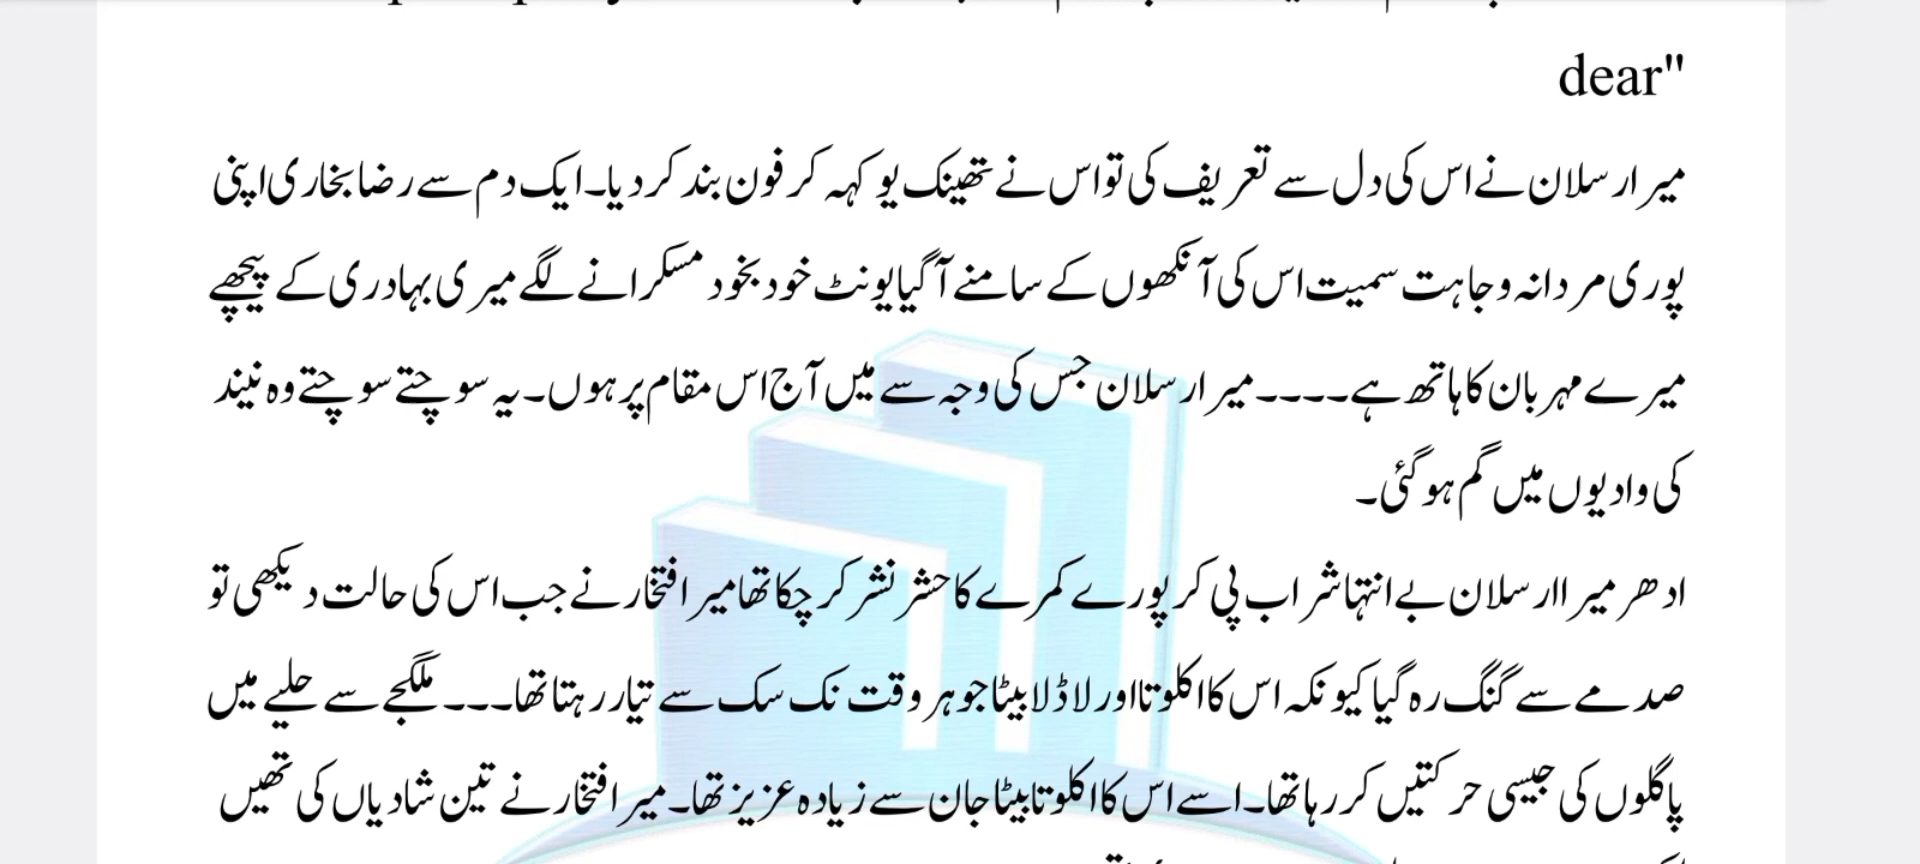 dear"
میر ارسلان نے اس کی دل سے تعریف کی تو اس نے تھینک یو کہہ کر فون بند کر دیا۔ ایک دم سے رضا بخاری اپنی
پوری مردانہ وجاہت سمیت اس کی آنکھوں کے سامنے آ گیا یونٹ خود بخود مسکرانے لگے میری بہادری کے پیچھے
میرے مہربان کا ہاتھ ہے۔۔۔۔ میر ارسلان جس کی وجہ سے میں آج اس مقام پر ہوں۔ یہ سوچتے سوچتے وہ نیند
کی وادیوں میں گم ہو گئی۔
ادھر میر اارسلان بے انتہا شراب پی کر پورے کمرے کا حشر نشر کر چکا تھا میر افتخار نے جب اس کی حالت دیکھی تو
صدمے سے گنگ رہ گیا کیونکہ اس کا اکلوتا اور لاڈلا بیٹا جو ہر وقت نک سک سے تیار رہتا تھا۔۔۔ ملگجے سے حلیے میں
پاگلوں کی جیسی حرکتیں کر رہا تھا۔ اسے اس کا اکلوتا بیٹا جان سے زیادہ عزیز تھا۔ میر افتخار نے تین شادیاں کی تھیں